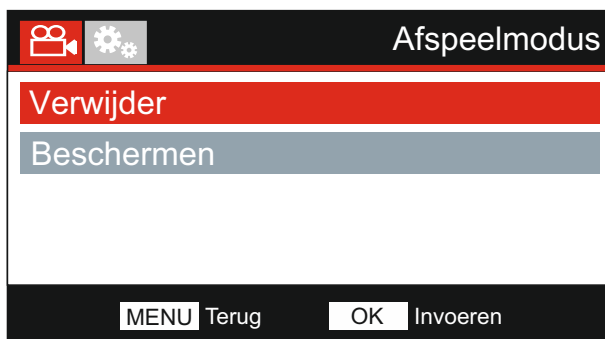 Afspeelmodus
Verwijder
Beschermen
MENU Terug OK Invoeren